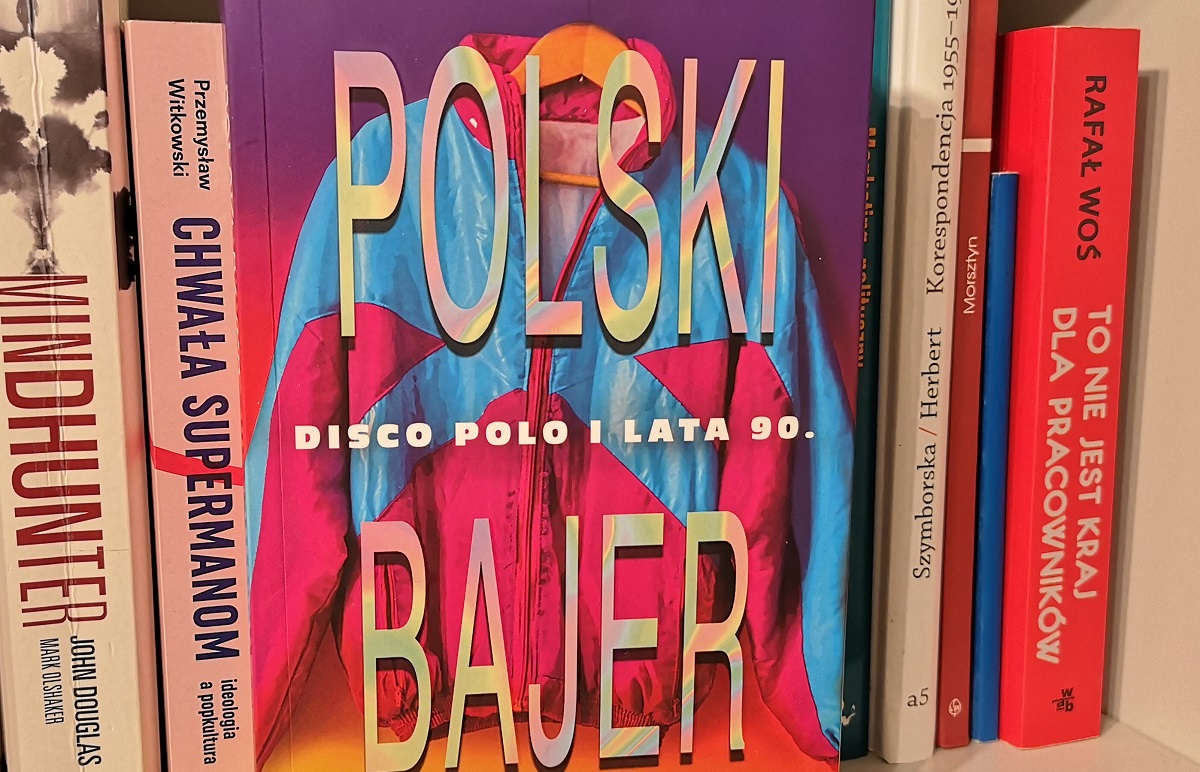 MINDHUNTER
JOHN DOUGLAS
MARK OLSHAKER
Przemysław
Witkowski
CHWAŁA SUPERMANOM
ideologia
a popkultura
POLSKI
DISCO POLO I LATA 90.
BAJER
Szymborska / Herbert Korespondencja 1955–19
a5
Morsztyn
RAFAŁ WOŚ
TO NIE JEST KRAJ
DLA PRACOWNIKÓW
w
ab